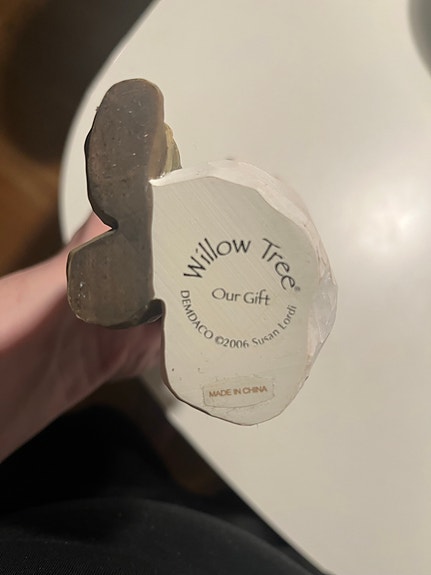 Willow Tree®
Our Gift
DEMDACO ©2006 Susan Lordi
MADE IN CHINA